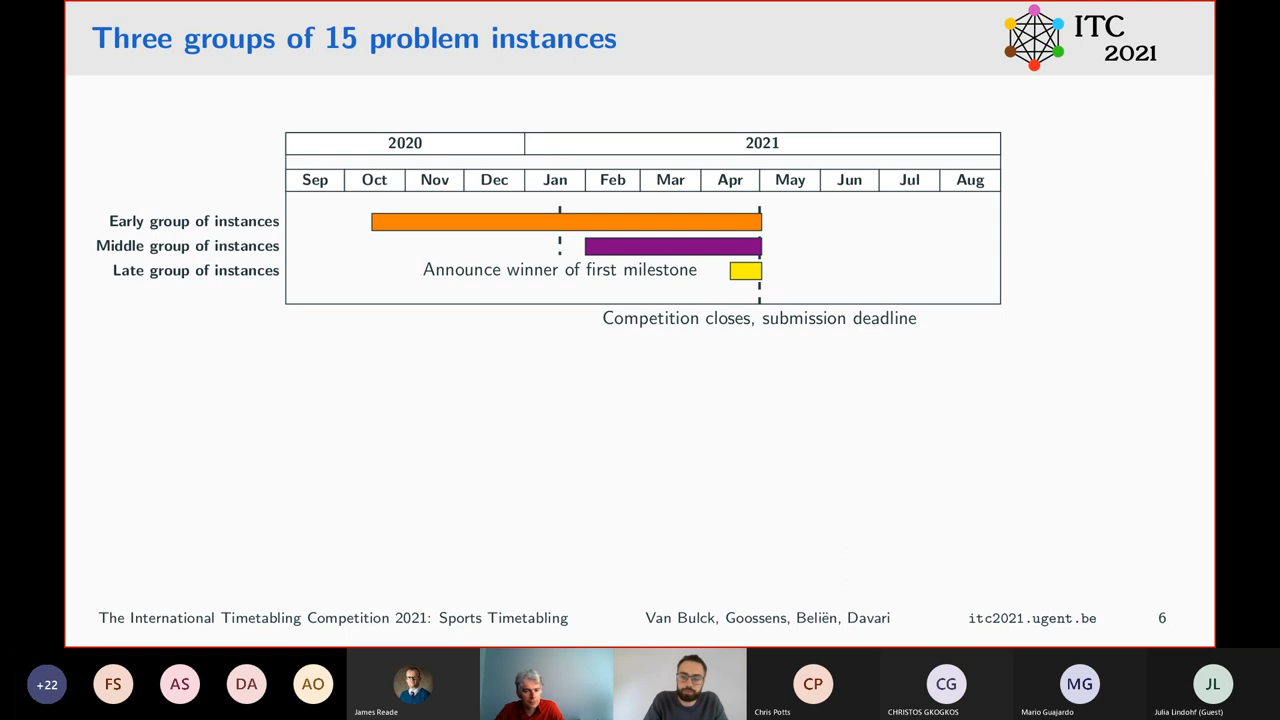 Three groups of 15 problem instances
ITC
2021
2020 2021
Sep Oct Nov Dec Jan Feb Mar Apr May Jun Jul Aug
Early group of instances
Middle group of instances
Late group of instances
Announce winner of first milestone
Competition closes, submission deadline
The International Timetabling Competition 2021: Sports Timetabling Van Bulck, Goossens, Beliën, Davari itc2021.ugent.be 6
+22 FS AS DA AO CP CG MG JL
James Reade Chris Potts CHRISTOS GKOGKOS Mario Guajardo Julia Lindohf (Guest)